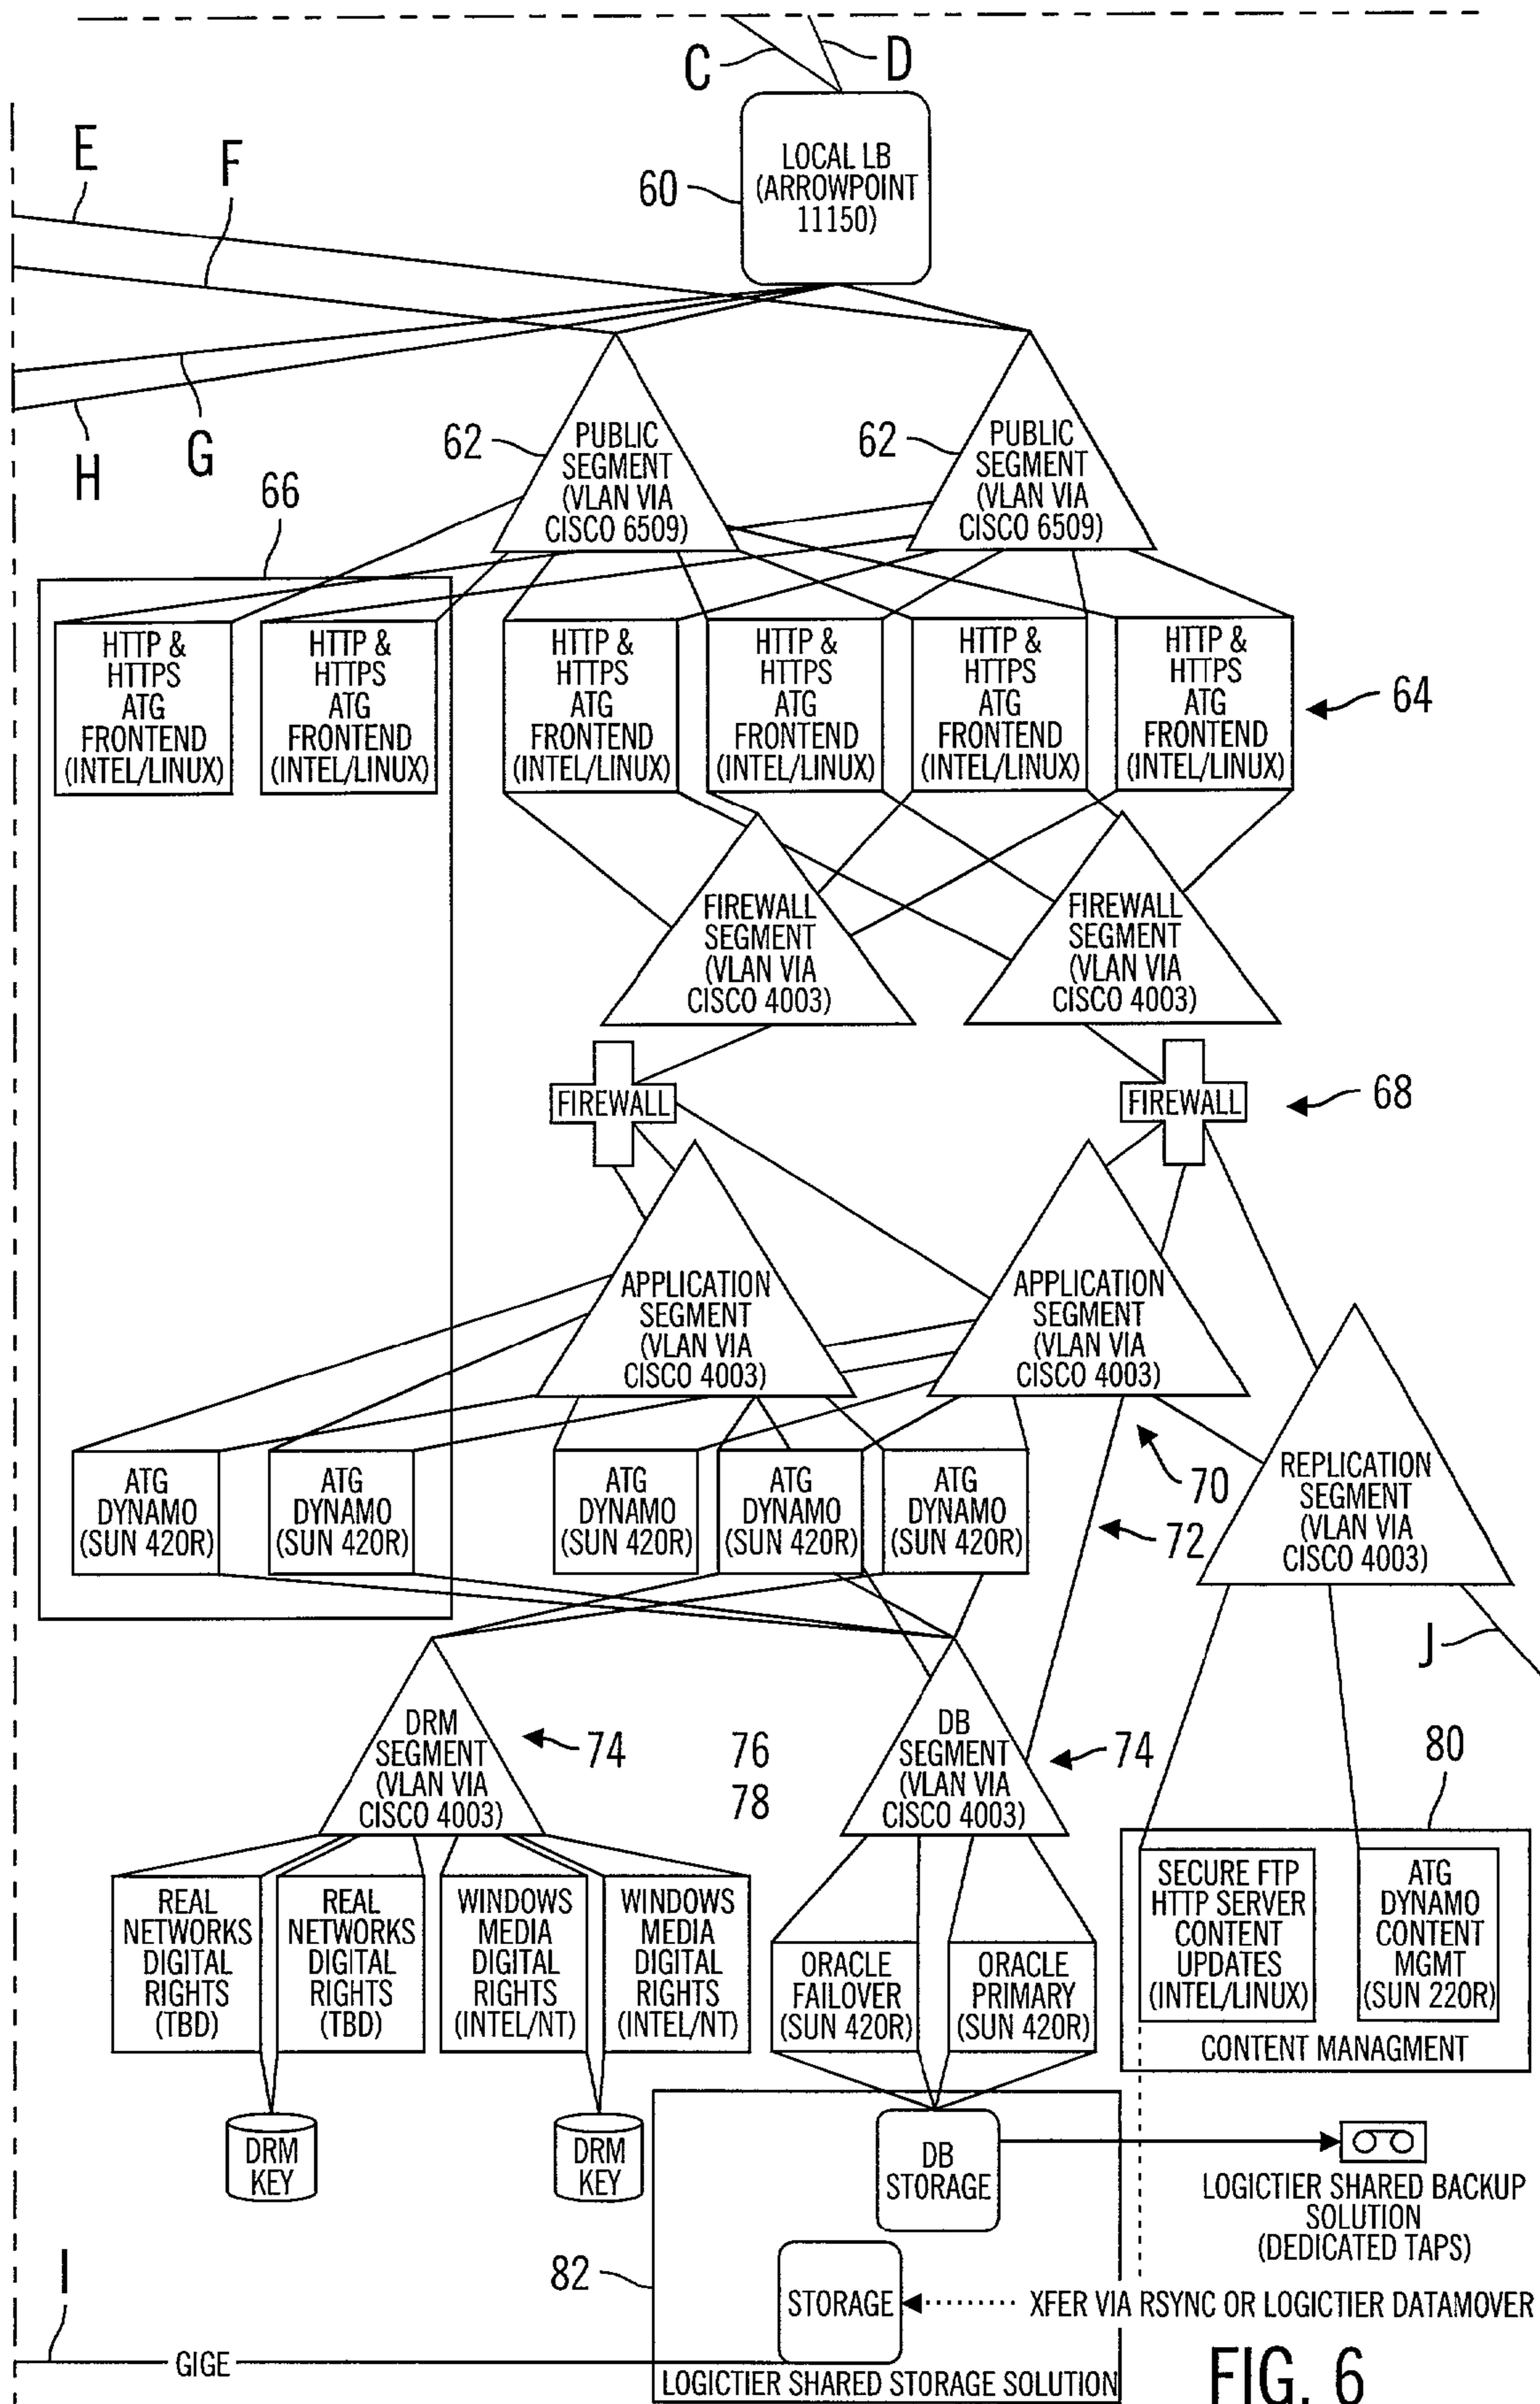 C
D
E
F
LOCAL LB
(ARROWPOINT
11150)
60
G
H
62
PUBLIC
SEGMENT
(VLAN VIA
CISCO 6509)
62
PUBLIC
SEGMENT
(VLAN VIA
CISCO 6509)
66
HTTP &
HTTPS
ATG
FRONTEND
(INTEL/LINUX)
HTTP &
HTTPS
ATG
FRONTEND
(INTEL/LINUX)
HTTP &
HTTPS
ATG
FRONTEND
(INTEL/LINUX)
HTTP &
HTTPS
ATG
FRONTEND
(INTEL/LINUX)
HTTP &
HTTPS
ATG
FRONTEND
(INTEL/LINUX)
HTTP &
HTTPS
ATG
FRONTEND
(INTEL/LINUX)
64
FIREWALL
SEGMENT
(VLAN VIA
CISCO 4003)
FIREWALL
SEGMENT
(VLAN VIA
CISCO 4003)
FIREWALL
FIREWALL
68
APPLICATION
SEGMENT
(VLAN VIA
CISCO 4003)
APPLICATION
SEGMENT
(VLAN VIA
CISCO 4003)
70
72
REPLICATION
SEGMENT
(VLAN VIA
CISCO 4003)
ATG
DYNAMO
(SUN 420R)
ATG
DYNAMO
(SUN 420R)
ATG
DYNAMO
(SUN 420R)
ATG
DYNAMO
(SUN 420R)
ATG
DYNAMO
(SUN 420R)
J
DRM
SEGMENT
(VLAN VIA
CISCO 4003)
74
76
78
DB
SEGMENT
(VLAN VIA
CISCO 4003)
74
80
REAL
NETWORKS
DIGITAL
RIGHTS
(TBD)
REAL
NETWORKS
DIGITAL
RIGHTS
(TBD)
WINDOWS
MEDIA
DIGITAL
RIGHTS
(INTEL/NT)
WINDOWS
MEDIA
DIGITAL
RIGHTS
(INTEL/NT)
ORACLE
FAILOVER
(SUN 420R)
ORACLE
PRIMARY
(SUN 420R)
SECURE FTP
HTTP SERVER
CONTENT
UPDATES
(INTEL/LINUX)
ATG
DYNAMO
CONTENT
MGMT
(SUN 220R)
CONTENT MANAGMENT
DRM
KEY
DRM
KEY
DB
STORAGE
LOGICTIER SHARED BACKUP
SOLUTION
(DEDICATED TAPS)
82
STORAGE
XFER VIA RSYNC OR LOGICTIER DATAMOVER
I
GIGE
LOGICTIER SHARED STORAGE SOLUTION
FIG. 6